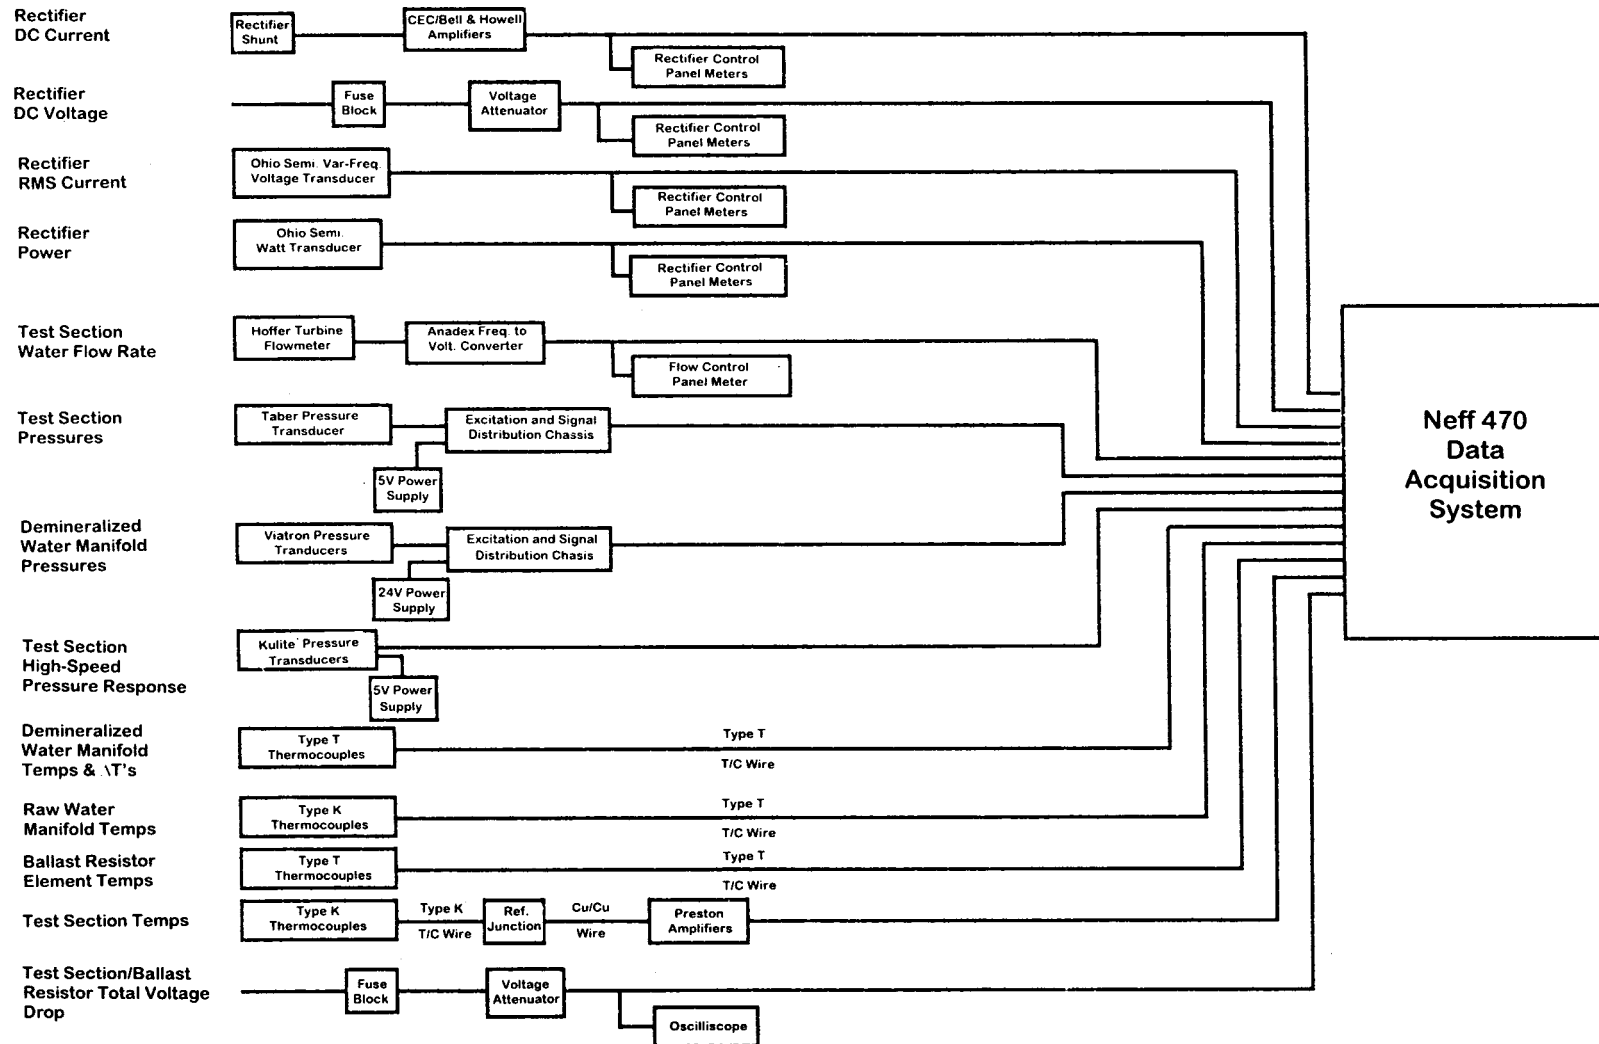 Rectifier
DC Current
Rectifier
Shunt
CEC/Bell & Howell
Amplifiers
Rectifier Control
Panel Meters
Rectifier
DC Voltage
Fuse
Block
Voltage
Attenuator
Rectifier Control
Panel Meters
Rectifier
RMS Current
Ohio Semi. Var-Freq.
Voltage Transducer
Rectifier Control
Panel Meters
Rectifier
Power
Ohio Semi.
Watt Transducer
Rectifier Control
Panel Meters
Test Section
Water Flow Rate
Hoffer Turbine
Flowmeter
Anadex Freq. to
Volt. Converter
Flow Control
Panel Meter
Test Section
Pressures
Taber Pressure
Transducer
Excitation and Signal
Distribution Chassis
5V Power
Supply
Demineralized
Water Manifold
Pressures
Viatron Pressure
Tranducers
Excitation and Signal
Distribution Chasis
24V Power
Supply
Test Section
High-Speed
Pressure Response
Kulite Pressure
Transducers
5V Power
Supply
Demineralized
Water Manifold
Temps & \T's
Type T
Thermocouples
Type T
T/C Wire
Raw Water
Manifold Temps
Type K
Thermocouples
Type T
T/C Wire
Ballast Resistor
Element Temps
Type T
Thermocouples
Type T
T/C Wire
Test Section Temps
Type K
Thermocouples
Type K
T/C Wire
Ref.
Junction
Cu/Cu
Wire
Preston
Amplifiers
Test Section/Ballast
Resistor Total Voltage
Drop
Fuse
Block
Voltage
Attenuator
Oscilliscope
Neff 470
Data
Acquisition
System